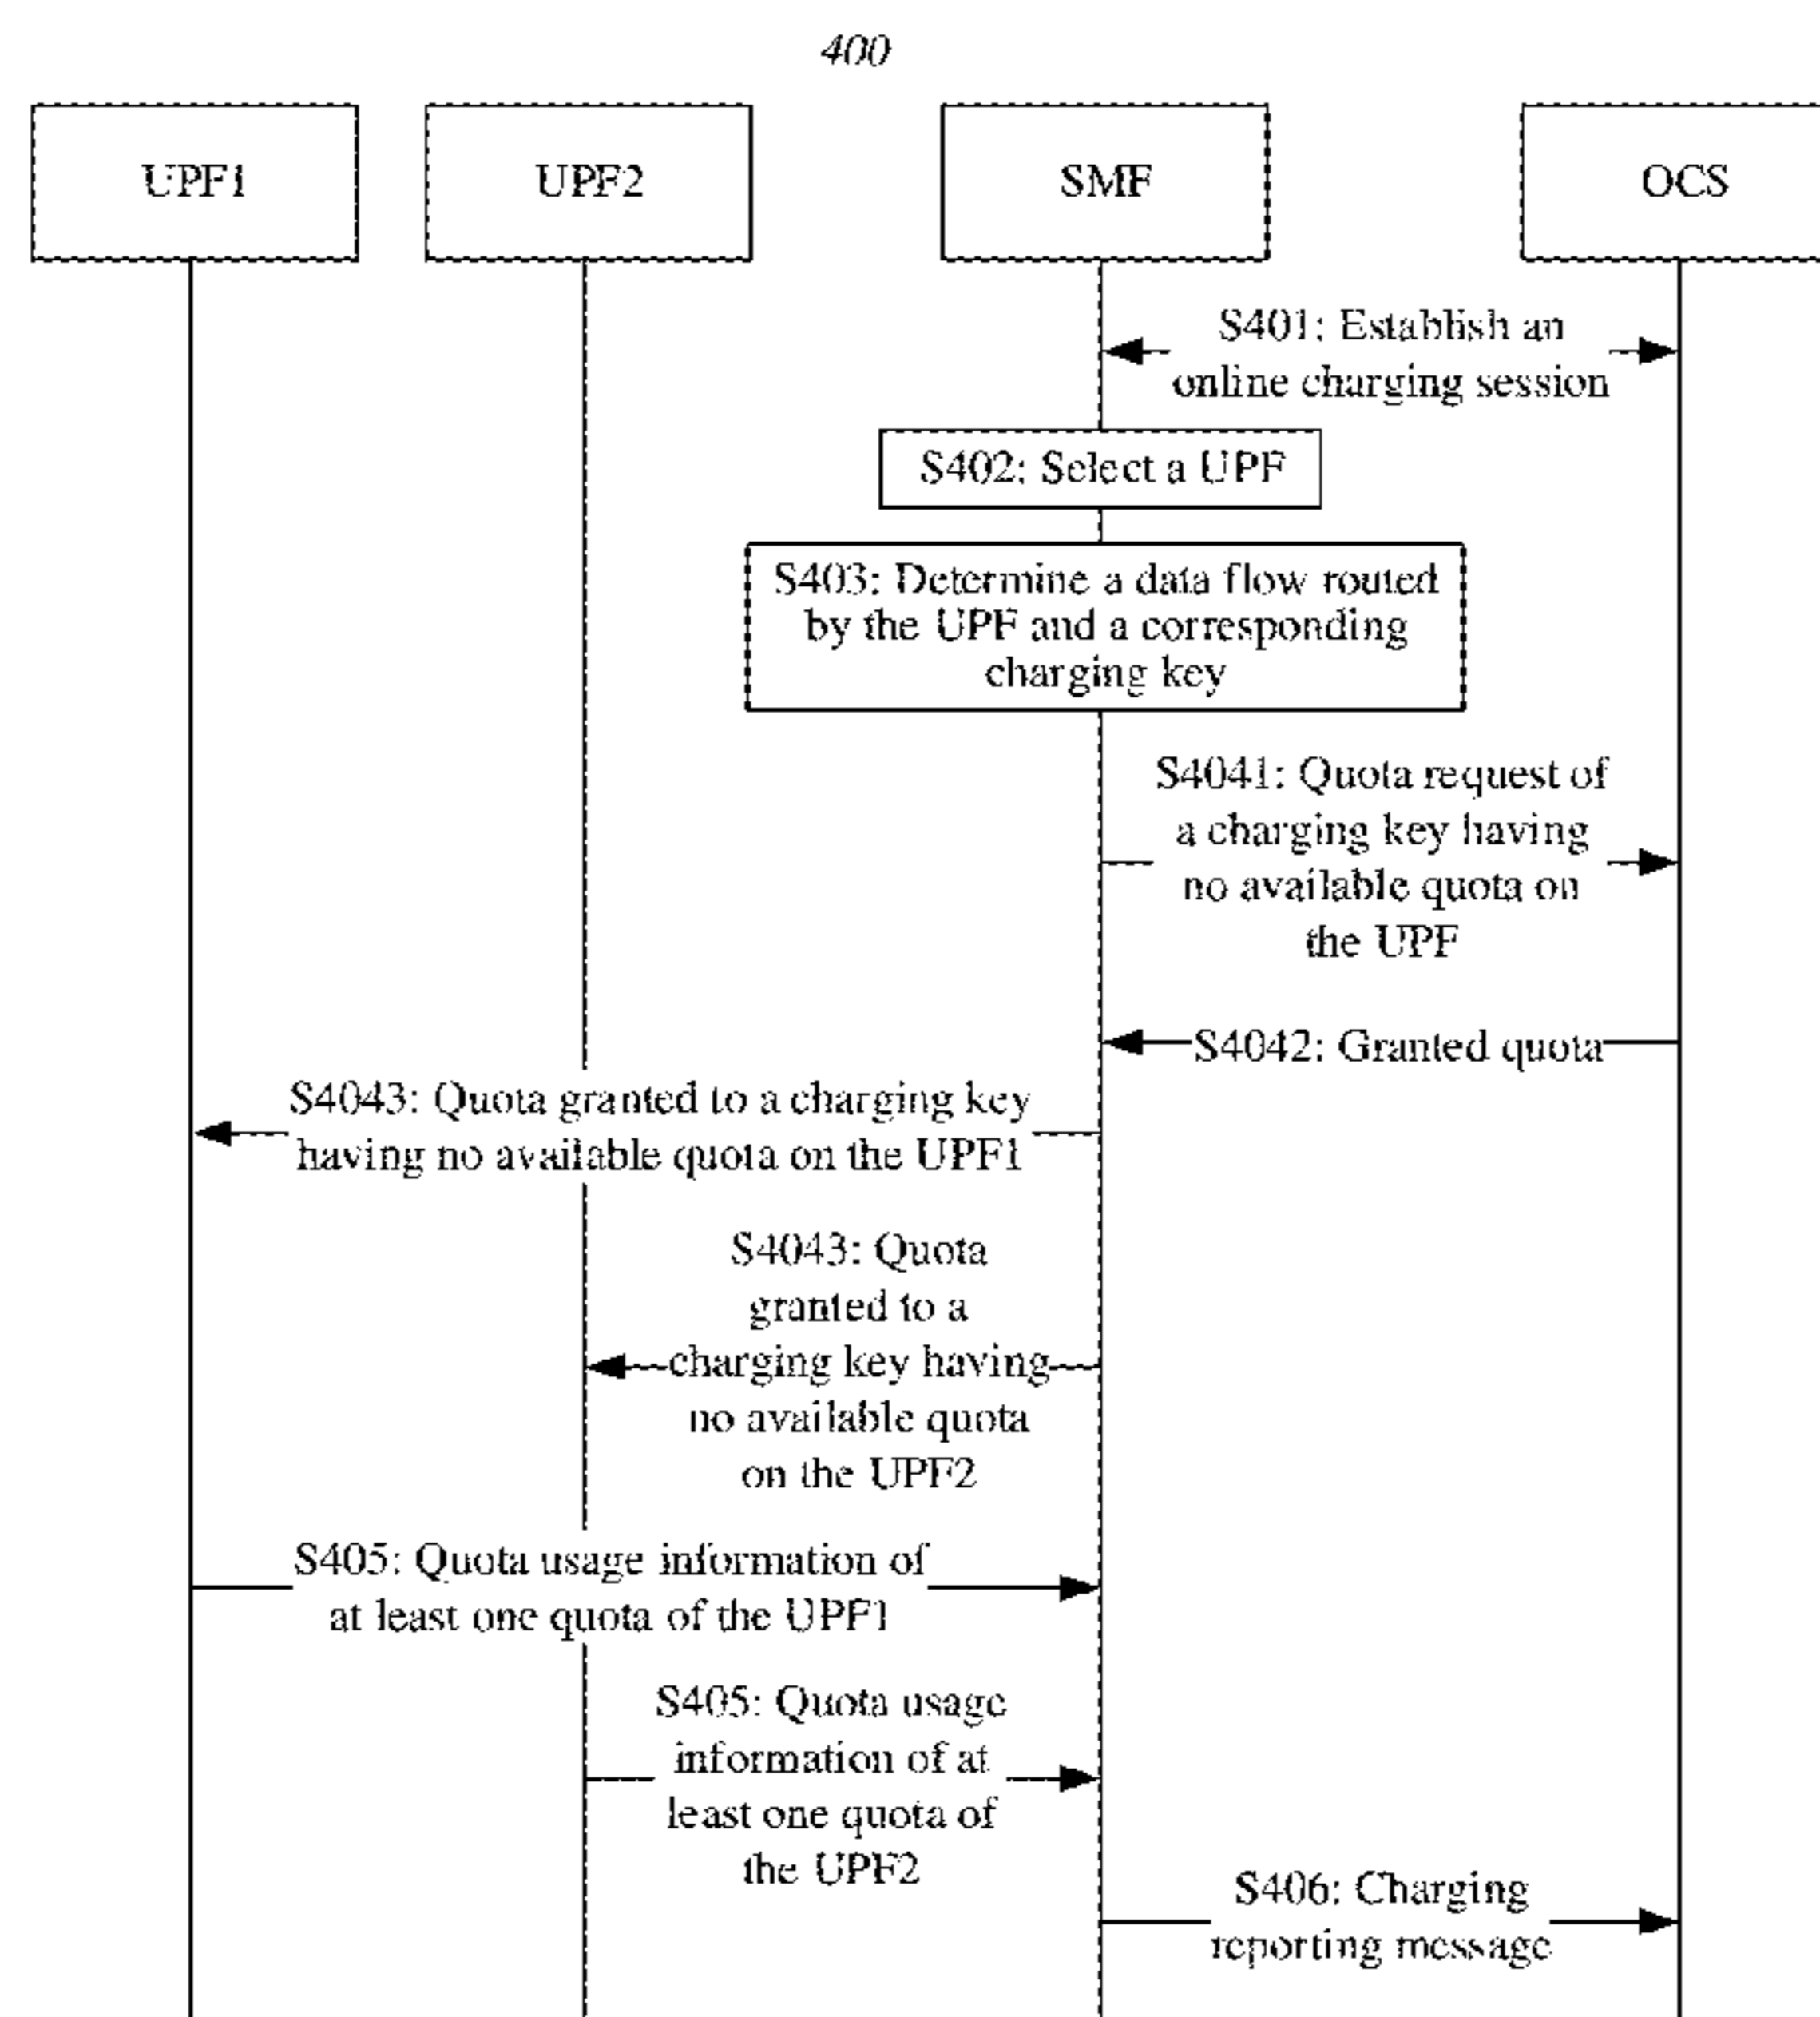 400
UPF1
UPF2
SMF
OCS
S401: Establish an
online charging session
S402: Select a UPF
S403: Determine a data flow routed
by the UPF and a corresponding
charging key
S4041: Quota request of
a charging key having
no available quota on
the UPF
S4042: Granted quota
S4043: Quota granted to a charging key
having no available quota on the UPF1
S4043: Quota
granted to a
charging key having
no available quota
on the UPF2
S405: Quota usage information of
at least one quota of the UPF1
S405: Quota usage
information of at
least one quota of
the UPF2
S406: Charging
reporting message